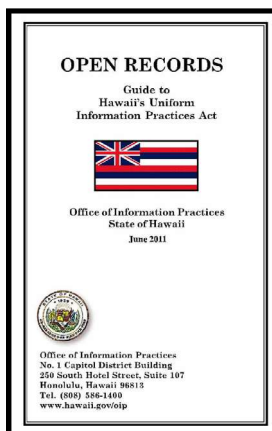 OPEN RECORDS
Guide to
Hawaii's Uniform
Information Practices Act
Office of Information Practices
State of Hawaii
June 2011
Office of Information Practices
No. 1 Capitol District Building
250 South Hotel Street, Suite 107
Honolulu, Hawaii 96813
Tel. (808) 586-1400
www.hawaii.gov/oip